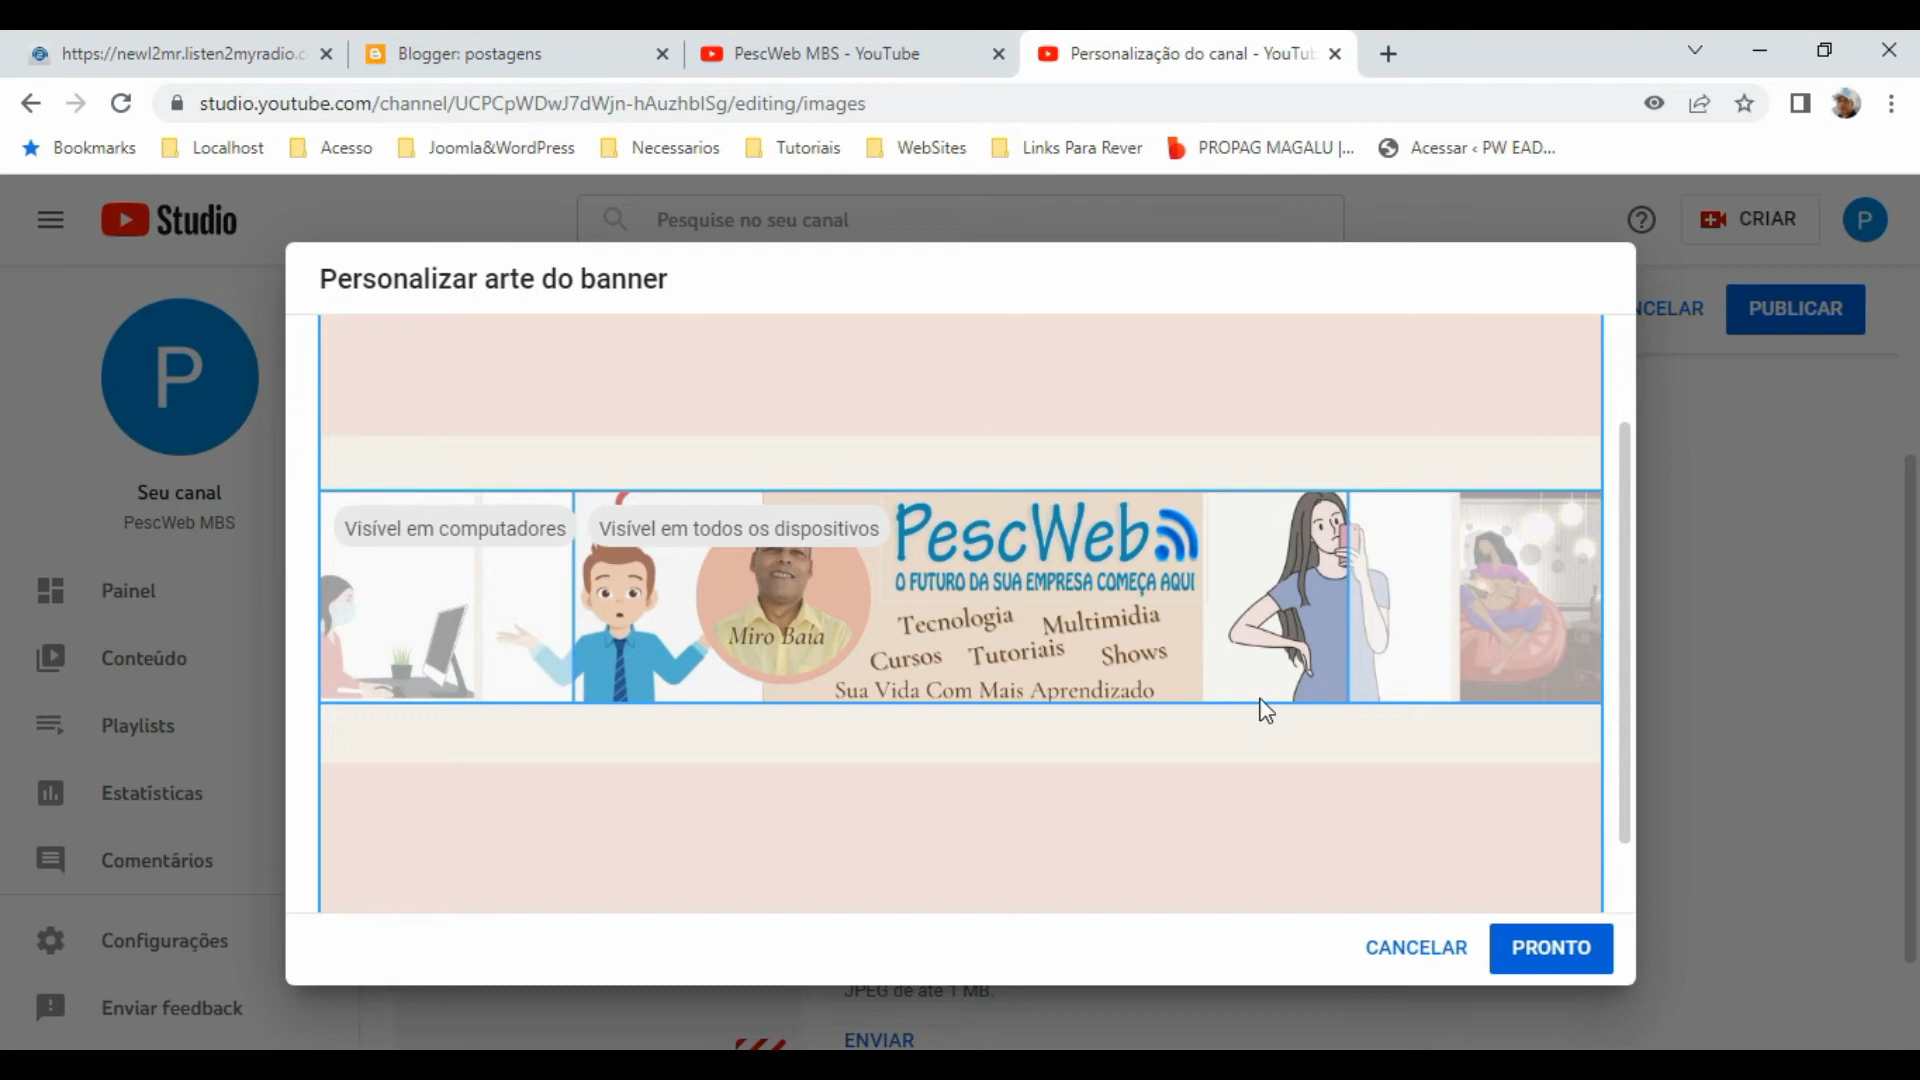 https://newl2mr.listen2myradio.c
Blogger: postagens
PescWeb MBS - YouTube
Personalização do canal - YouTub
studio.youtube.com/channel/UCPCpWDwJ7dWjn-hAuzhbISg/editing/images
Bookmarks
Localhost
Acesso
Joomla&WordPress
Necessarios
Tutoriais
WebSites
Links Para Rever
PROPAG MAGALU |...
Acessar ‹ PW EAD...
Studio
Pesquise no seu canal
CRIAR
P
Personalizar arte do banner
NCELAR
PUBLICAR
P
Seu canal
PescWeb MBS
Painel
Conteúdo
Playlists
Estatísticas
Comentários
Configurações
Enviar feedback
Visível em computadores
Visível em todos os dispositivos
PescWeb
O FUTURO DA SUA EMPRESA COMEÇA AQUI
Miro Baia
Tecnologia Multimidia
Cursos Tutoriais Shows
Sua Vida Com Mais Aprendizado
CANCELAR
PRONTO
JPEG de até 1 MB.
ENVIAR